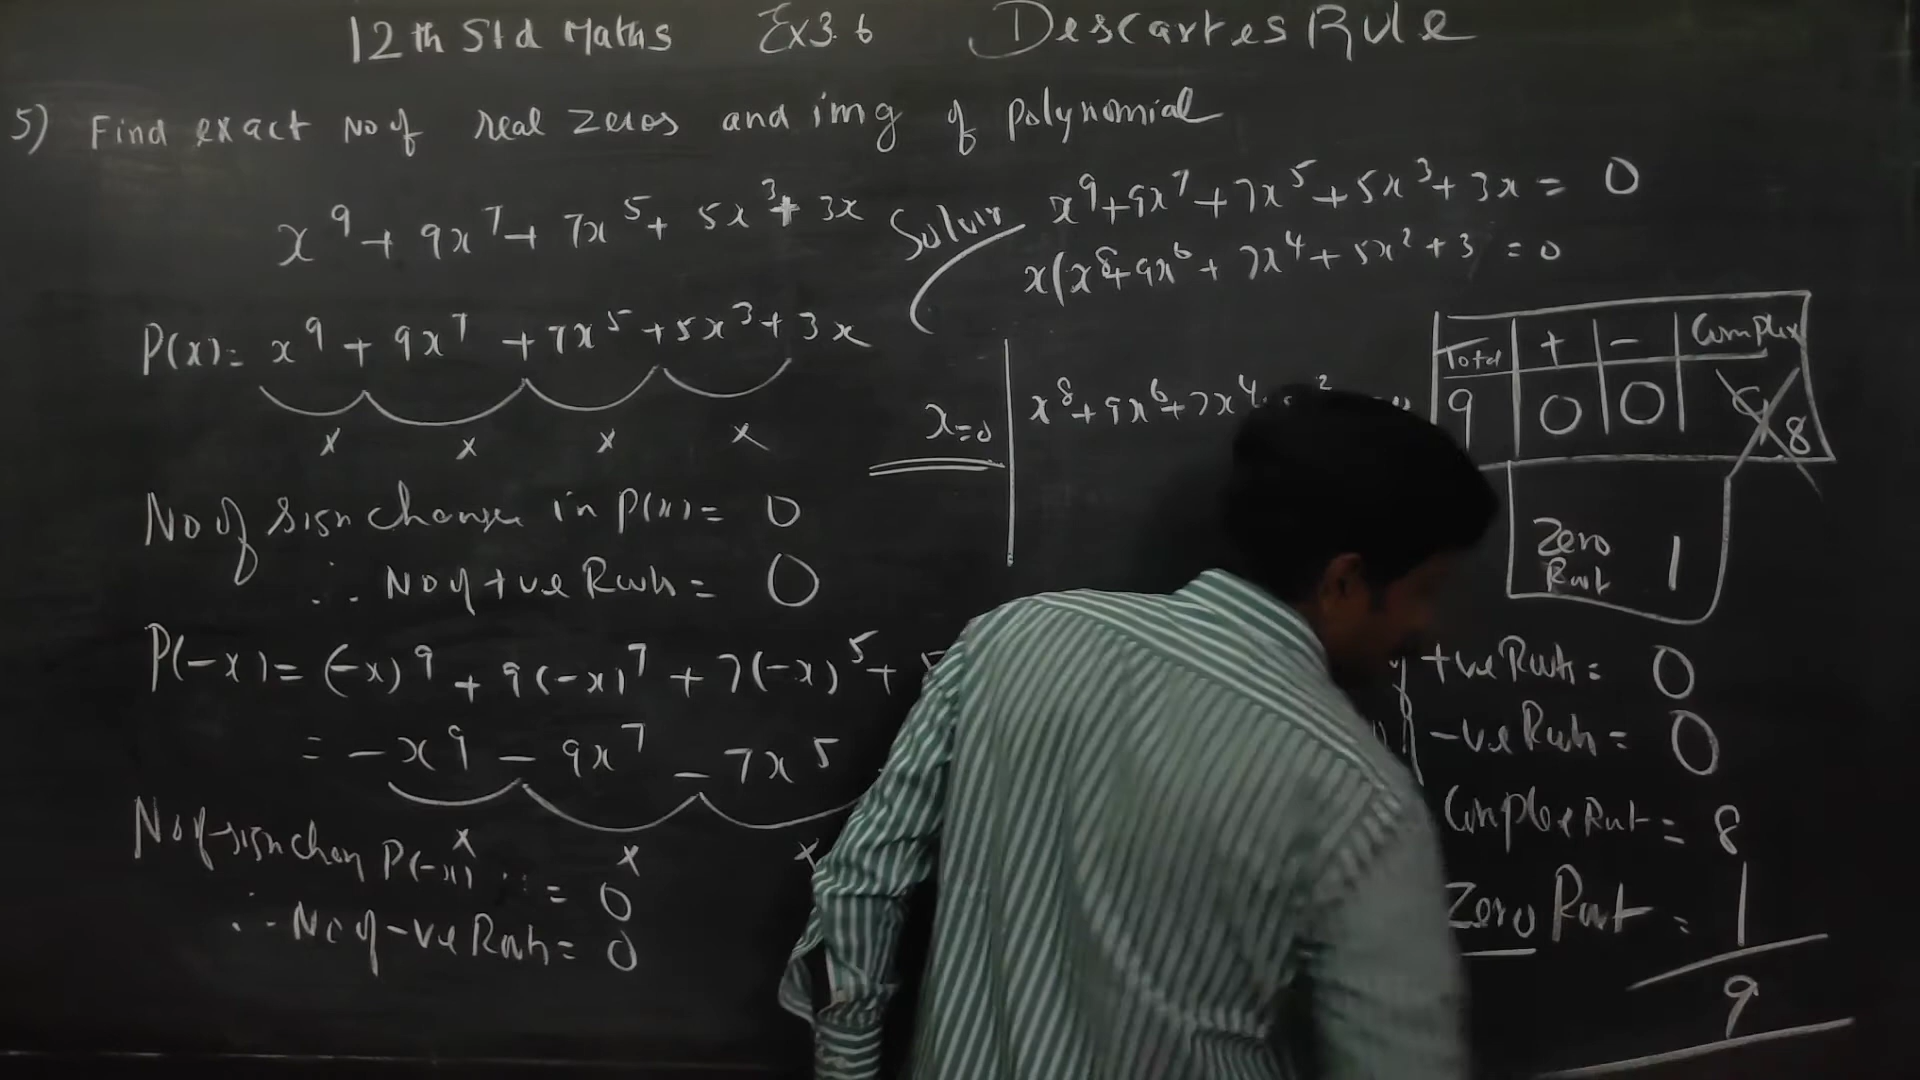 12th Std Maths Ex 3.6 Descartes Rule
5) Find exact No of real zeros and img of polynomial
x⁹ + 9x⁷ + 7x⁵ + 5x³ + 3x
P(x) = x⁹ + 9x⁷ + 7x⁵ + 5x³ + 3x
x x x x
No of sign change in P(x) = 0
∴ No of +ve Roots = 0
P(-x) = (-x)⁹ + 9(-x)⁷ + 7(-x)⁵ +
= -x⁹ - 9x⁷ - 7x⁵
x x x
No of sign chan P(-x) = 0
∴ No of -ve Roots = 0
x⁹ + 9x⁷ + 7x⁵ + 5x³ + 3x = 0
x(x⁸ + 9x⁶ + 7x⁴ + 5x² + 3 = 0
x = 0
x⁸ + 9x⁶ + 7x⁴
Total + - Complex
9 0 0 9 8
Zero Root 1
+ve Roots = 0
-ve Roots = 0
Complex Root = 8
Zero Root = 1
9